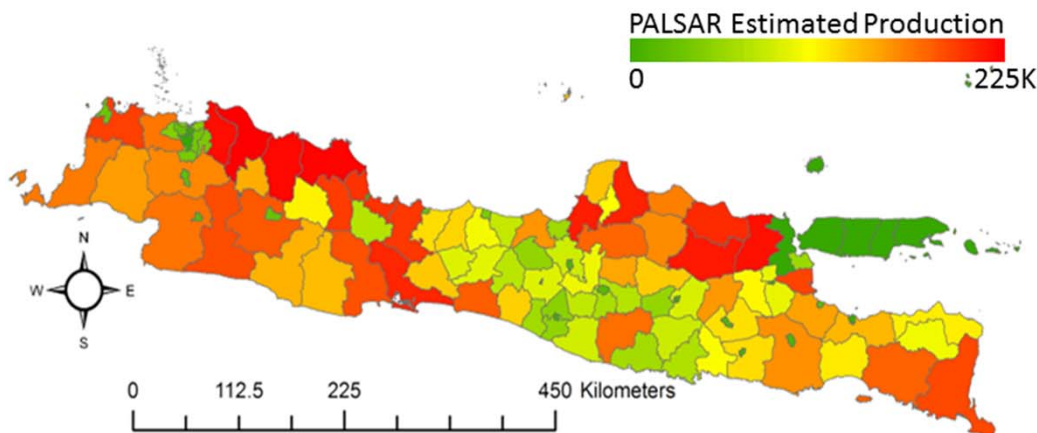 PALSAR Estimated Production
0 225K
N
W E
S
0 112.5 225 450 Kilometers